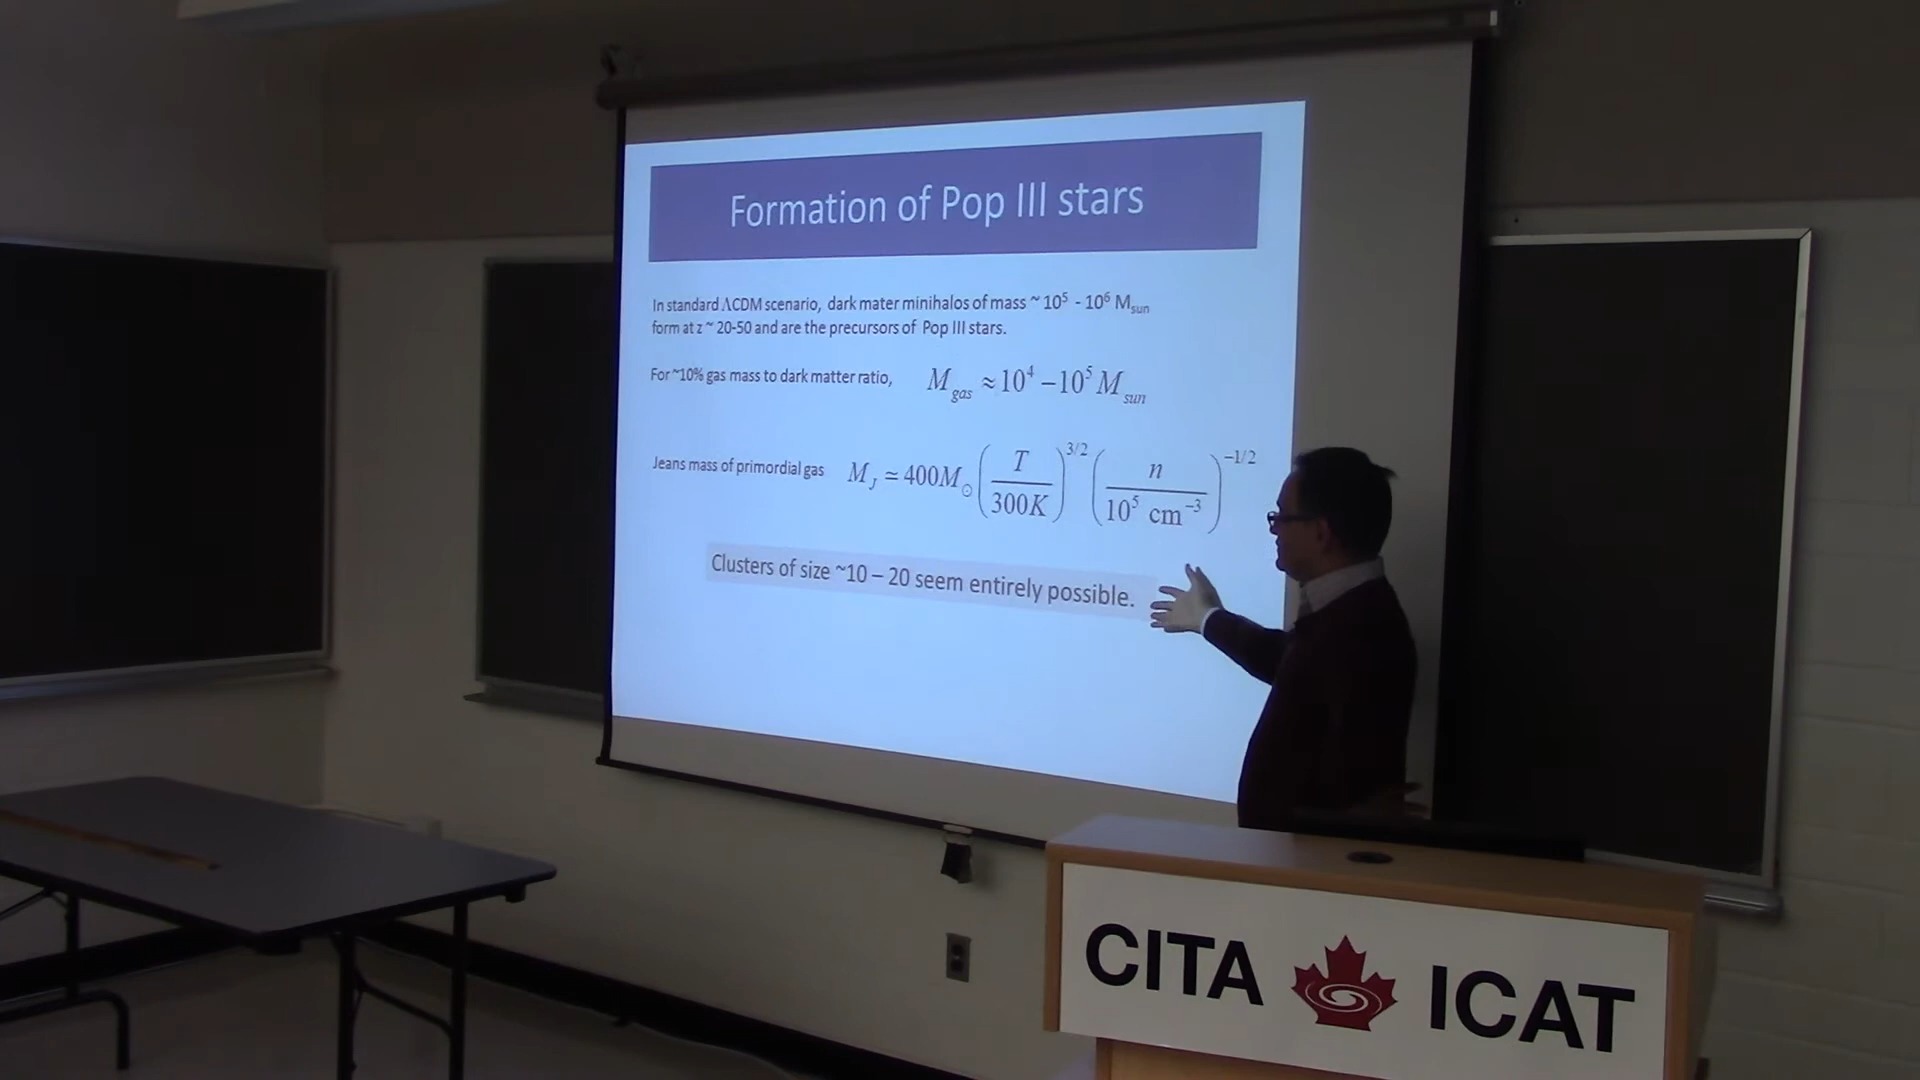 Formation of Pop III stars
In standard ΛCDM scenario, dark mater minihalos of mass ~ 10⁵ - 10⁶ M_sun
form at z ~ 20-50 and are the precursors of Pop III stars.
For ~10% gas mass to dark matter ratio, M_gas ≈ 10⁴ – 10⁵ M_sun
Jeans mass of primordial gas M_J ≃ 400M_⊙ (T/300K)^3/2 (n/10⁵ cm⁻³)^−1/2
Clusters of size ~10 – 20 seem entirely possible.
CITA ICAT